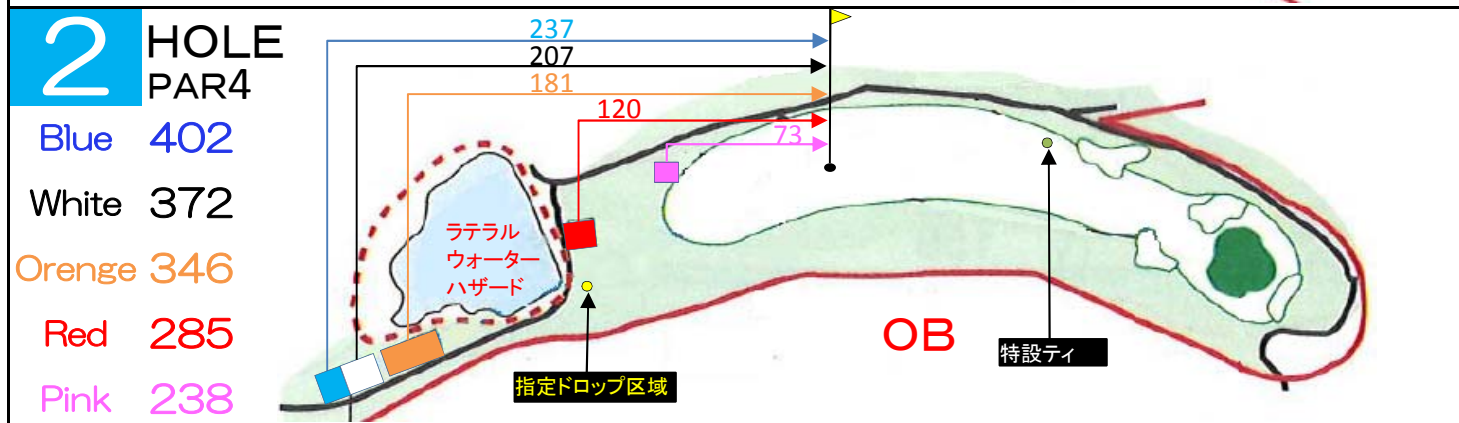 2 HOLE
PAR4
Blue 402
White 372
Orenge 346
Red 285
Pink 238
237
207
181
120
73
ラテラル
ウォーター
ハザード
指定ドロップ区域
OB
特設ティ